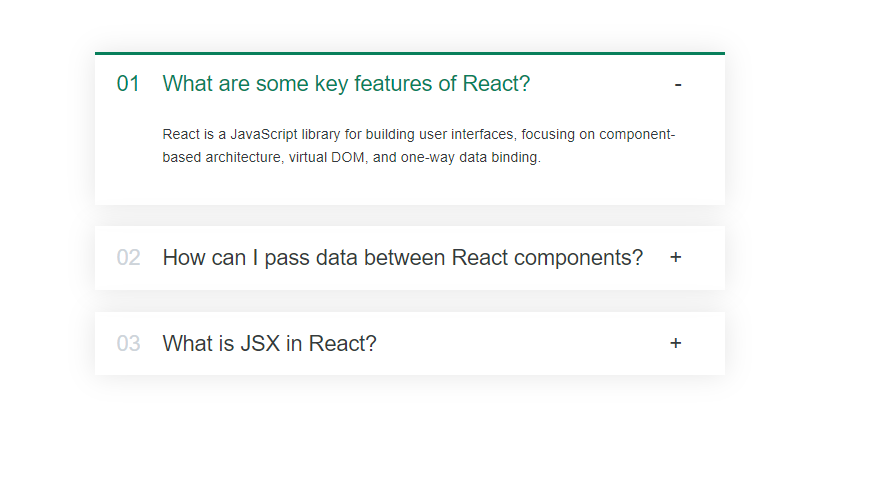 01 What are some key features of React? -
React is a JavaScript library for building user interfaces, focusing on component-
based architecture, virtual DOM, and one-way data binding.
02 How can I pass data between React components? +
03 What is JSX in React? +